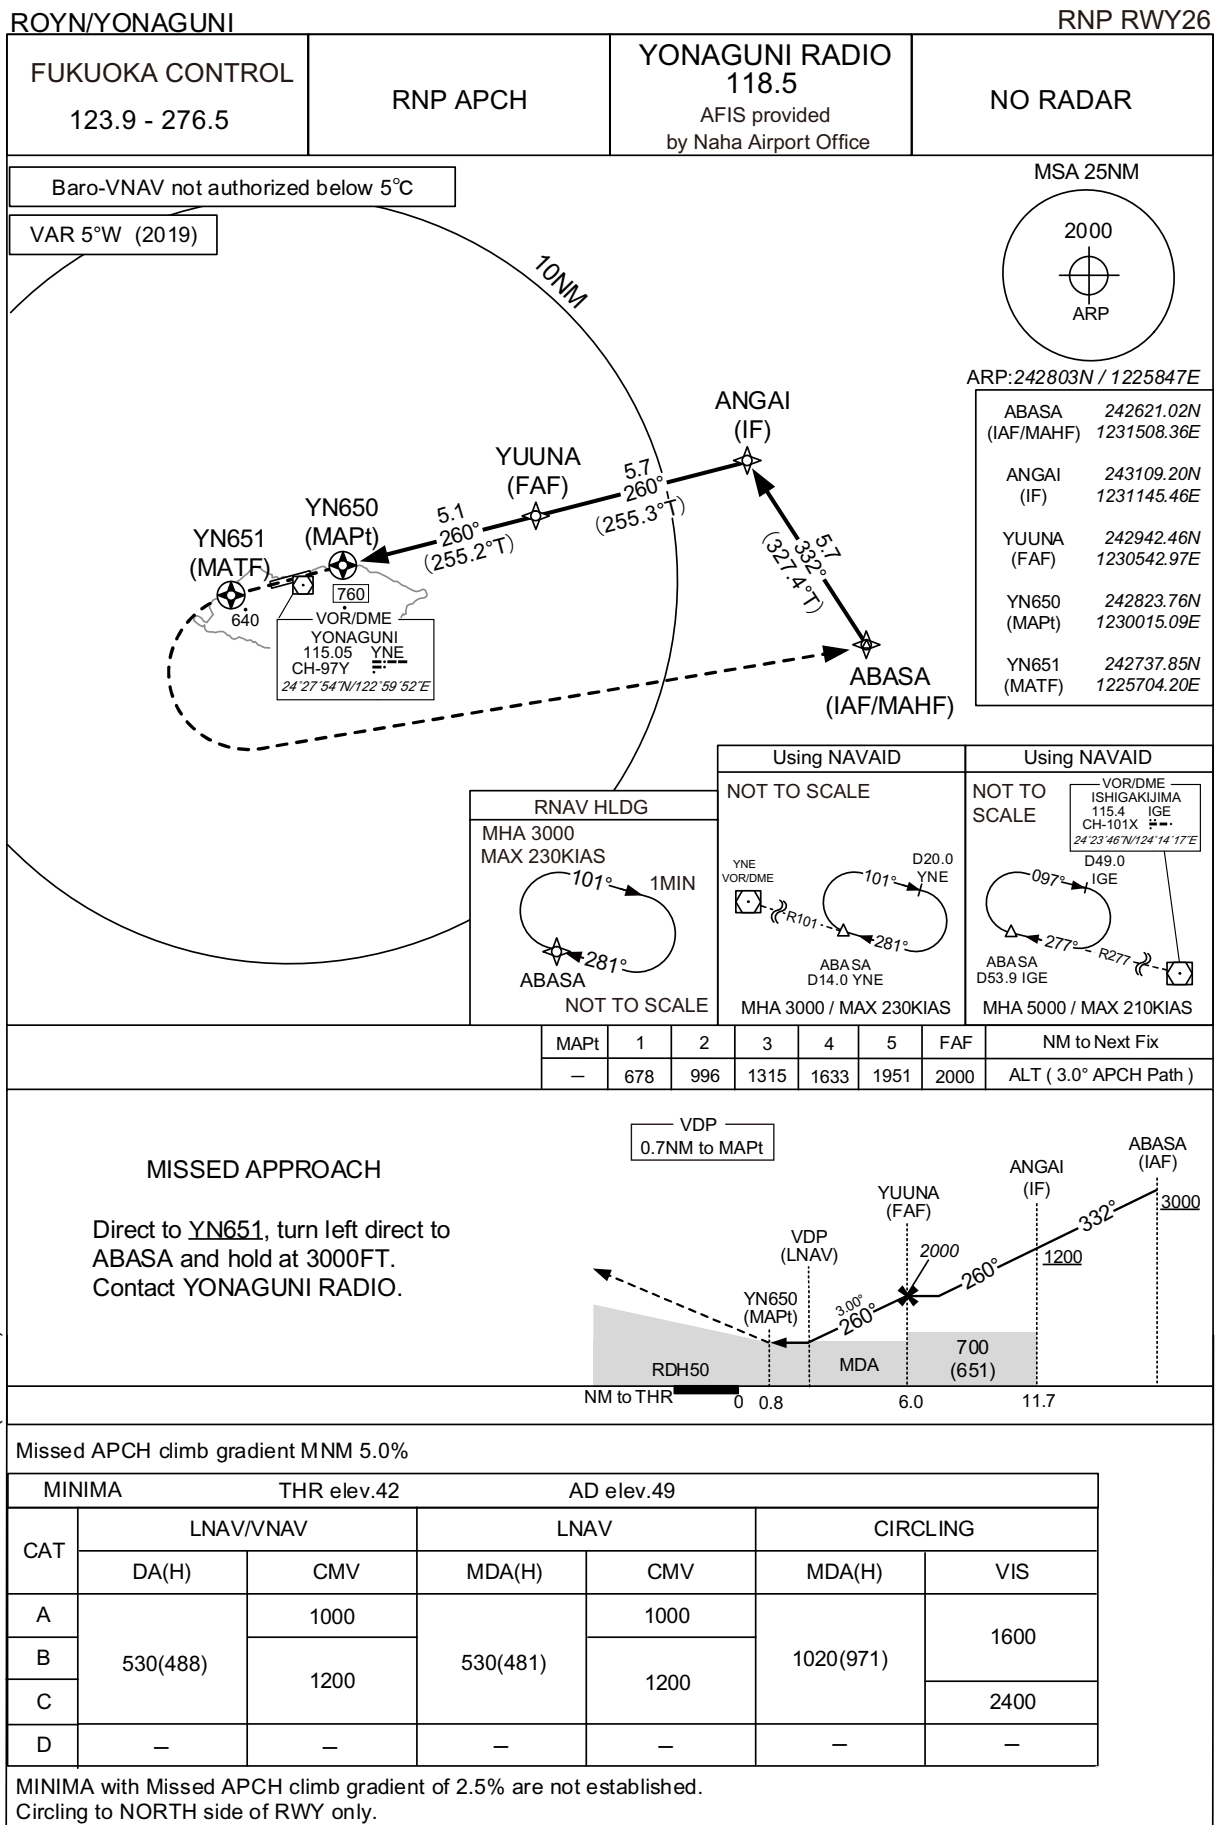 ROYN/YONAGUNI
RNP RWY26
FUKUOKA CONTROL
123.9 - 276.5
RNP APCH
YONAGUNI RADIO
118.5
AFIS provided
by Naha Airport Office
NO RADAR
Baro-VNAV not authorized below 5°C
VAR 5°W (2019)
MSA 25NM
2000
ARP
ARP:242803N / 1225847E
ABASA 242621.02N
(IAF/MAHF) 1231508.36E
ANGAI 243109.20N
(IF) 1231145.46E
YUUNA 242942.46N
(FAF) 1230542.97E
YN650 242823.76N
(MAPt) 1230015.09E
YN651 242737.85N
(MATF) 1225704.20E
10NM
ANGAI
(IF)
YUUNA
(FAF)
5.7
260°
(255.3°T)
YN650
(MAPt)
5.1
260°
(255.2°T)
YN651
(MATF)
5.7
332°
(327.4°T)
760
640
VOR/DME
YONAGUNI
115.05 YNE
CH-97Y
24°27′54″N/122°59′52″E
ABASA
(IAF/MAHF)
RNAV HLDG
MHA 3000
MAX 230KIAS
101°
1MIN
281°
ABASA
NOT TO SCALE
Using NAVAID
NOT TO SCALE
YNE
VOR/DME
D20.0
YNE
101°
R101
281°
ABASA
D14.0 YNE
MHA 3000 / MAX 230KIAS
Using NAVAID
NOT TO
SCALE
VOR/DME
ISHIGAKIJIMA
115.4 IGE
CH-101X
24°23′46″N/124°14′17″E
D49.0
IGE
097°
277°
R277
ABASA
D53.9 IGE
MHA 5000 / MAX 210KIAS
MAPt 1 2 3 4 5 FAF NM to Next Fix
— 678 996 1315 1633 1951 2000 ALT ( 3.0° APCH Path )
MISSED APPROACH
Direct to YN651, turn left direct to
ABASA and hold at 3000FT.
Contact YONAGUNI RADIO.
VDP
0.7NM to MAPt
ABASA
(IAF)
3000
ANGAI
(IF)
332°
1200
YUUNA
(FAF)
2000
260°
VDP
(LNAV)
3.00°
260°
YN650
(MAPt)
RDH50
MDA
700
(651)
NM to THR 0 0.8 6.0 11.7
Missed APCH climb gradient MNM 5.0%
MINIMA THR elev.42 AD elev.49
CAT LNAV/VNAV LNAV CIRCLING
DA(H) CMV MDA(H) CMV MDA(H) VIS
A 1000 1000
B 530(488) 1200 530(481) 1200 1020(971) 1600
C 2400
D — — — — — —
MINIMA with Missed APCH climb gradient of 2.5% are not established.
Circling to NORTH side of RWY only.